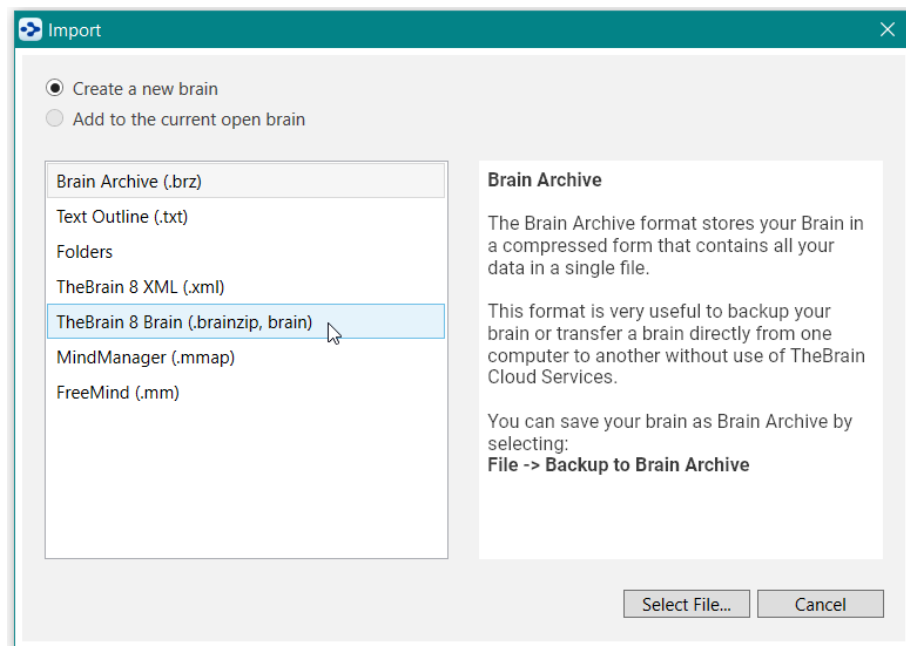 Import
Create a new brain
Add to the current open brain
Brain Archive (.brz)
Text Outline (.txt)
Folders
TheBrain 8 XML (.xml)
TheBrain 8 Brain (.brainzip, brain)
MindManager (.mmap)
FreeMind (.mm)
Brain Archive
The Brain Archive format stores your Brain in
a compressed form that contains all your
data in a single file.
This format is very useful to backup your
brain or transfer a brain directly from one
computer to another without use of TheBrain
Cloud Services.
You can save your brain as Brain Archive by
selecting:
File -> Backup to Brain Archive
Select File...
Cancel